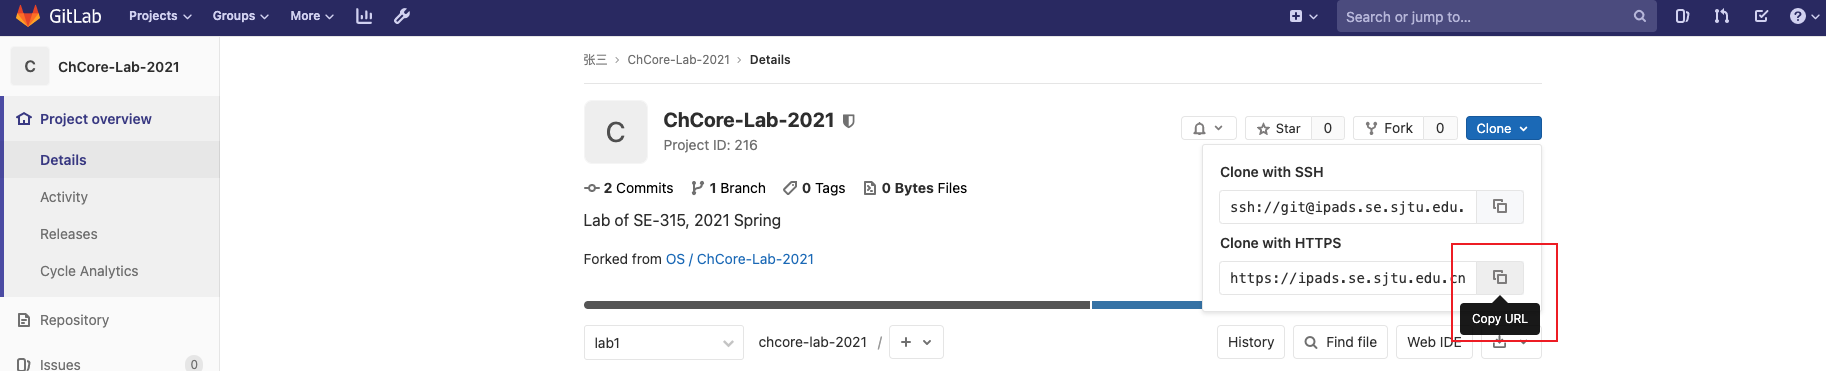 GitLab Projects Groups More Search or jump to...
C ChCore-Lab-2021
Project overview
Details
Activity
Releases
Cycle Analytics
Repository
Issues 0
张三 › ChCore-Lab-2021 › Details
C
ChCore-Lab-2021
Project ID: 216
Star 0 Fork 0 Clone
2 Commits 1 Branch 0 Tags 0 Bytes Files
Lab of SE-315, 2021 Spring
Forked from OS / ChCore-Lab-2021
Clone with SSH
ssh://git@ipads.se.sjtu.edu.
Clone with HTTPS
https://ipads.se.sjtu.edu.cn
Copy URL
lab1 chcore-lab-2021 / + History Find file Web IDE